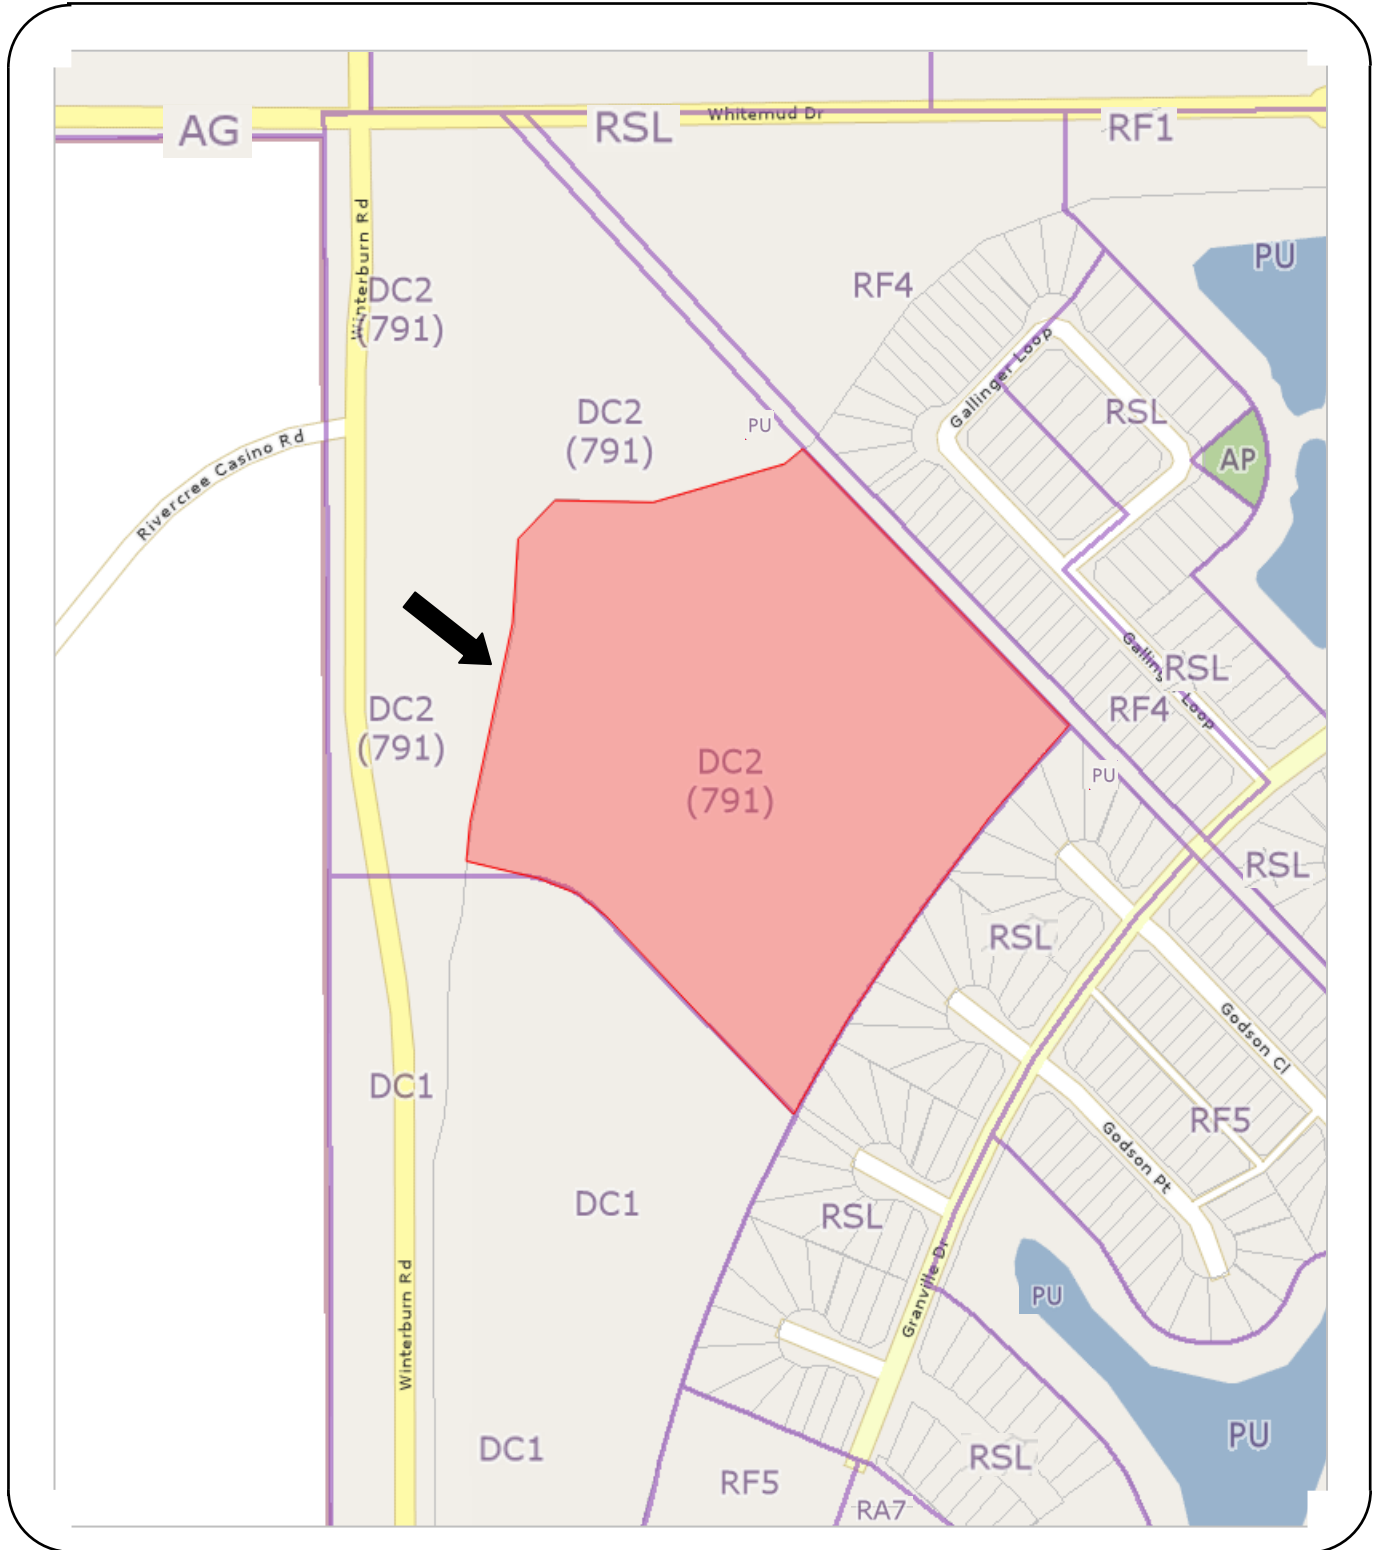 Whitemud Dr
AG
RSL
RF1
Winterburn Rd
PU
DC2
(791)
RF4
Gallinger Loop
DC2
(791)
RSL
PU
Rivercree Casino Rd
AP
Gallinger Loop
RSL
DC2
(791)
RF4
DC2
(791)
PU
RSL
RSL
Godson Cl
DC1
RF5
Godson Pt
DC1
RSL
Granville Dr
PU
Winterburn Rd
PU
DC1
RSL
RF5
RA7